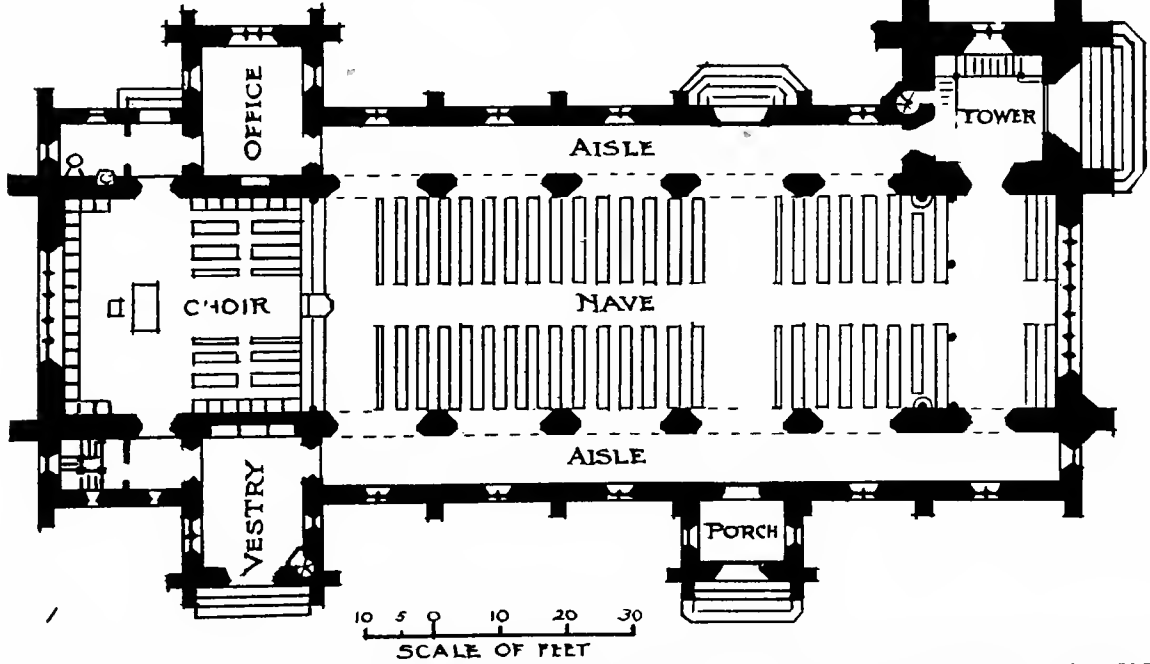 OFFICE
TOWER
AISLE
CHOIR
NAVE
AISLE
VESTRY
PORCH
10 5 0 10 20 30
SCALE OF FEET